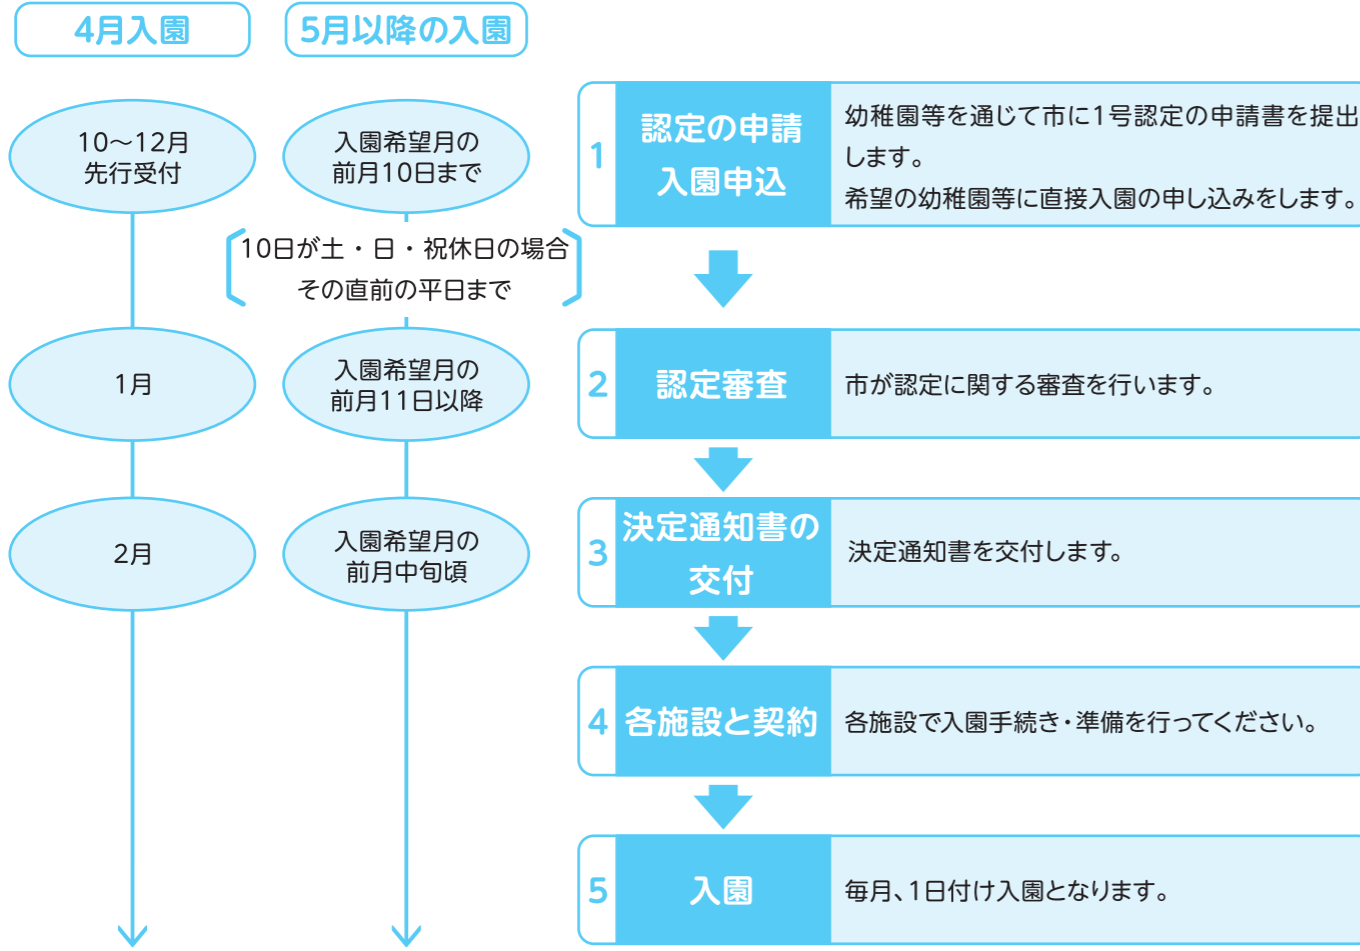 4月入園
5月以降の入園
10～12月
先行受付
入園希望月の
前月10日まで
10日が土・日・祝休日の場合
その直前の平日まで
1
認定の申請
入園申込
幼稚園等を通じて市に1号認定の申請書を提出
します。
希望の幼稚園等に直接入園の申し込みをします。
1月
入園希望月の
前月11日以降
2
認定審査
市が認定に関する審査を行います。
2月
入園希望月の
前月中旬頃
3
決定通知書の
交付
決定通知書を交付します。
4
各施設と契約
各施設で入園手続き・準備を行ってください。
5
入園
毎月、1日付け入園となります。